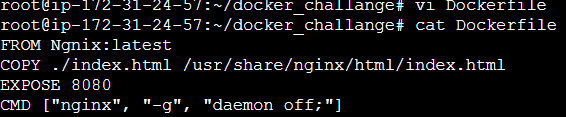 root@ip-172-31-24-57:~/docker_challange# vi Dockerfile
root@ip-172-31-24-57:~/docker_challange# cat Dockerfile
FROM Ngnix:latest
COPY ./index.html /usr/share/nginx/html/index.html
EXPOSE 8080
CMD ["nginx", "-g", "daemon off;"]